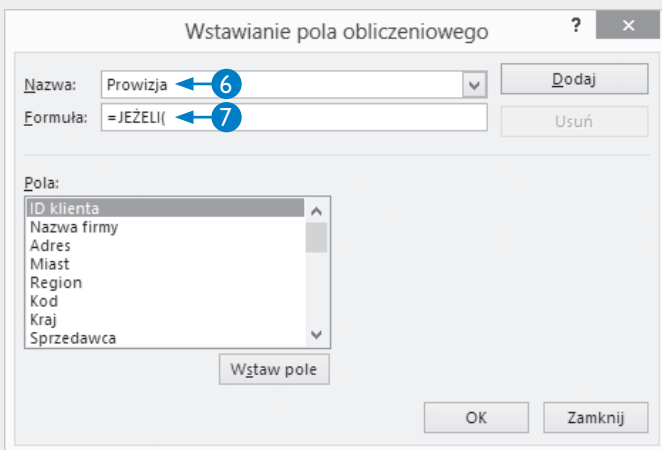 Wstawianie pola obliczeniowego ? ×
Nazwa: Prowizja 6 Dodaj
Formuła: =JEŻELI( 7 Usuń
Pola:
ID klienta
Nazwa firmy
Adres
Miast
Region
Kod
Kraj
Sprzedawca
Wstaw pole
OK Zamknij